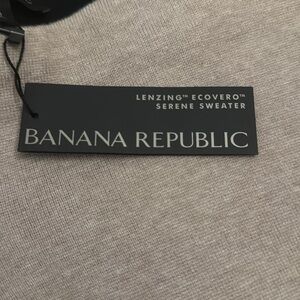 LENZING™ ECOVERO™
SERENE SWEATER
BANANA REPUBLIC